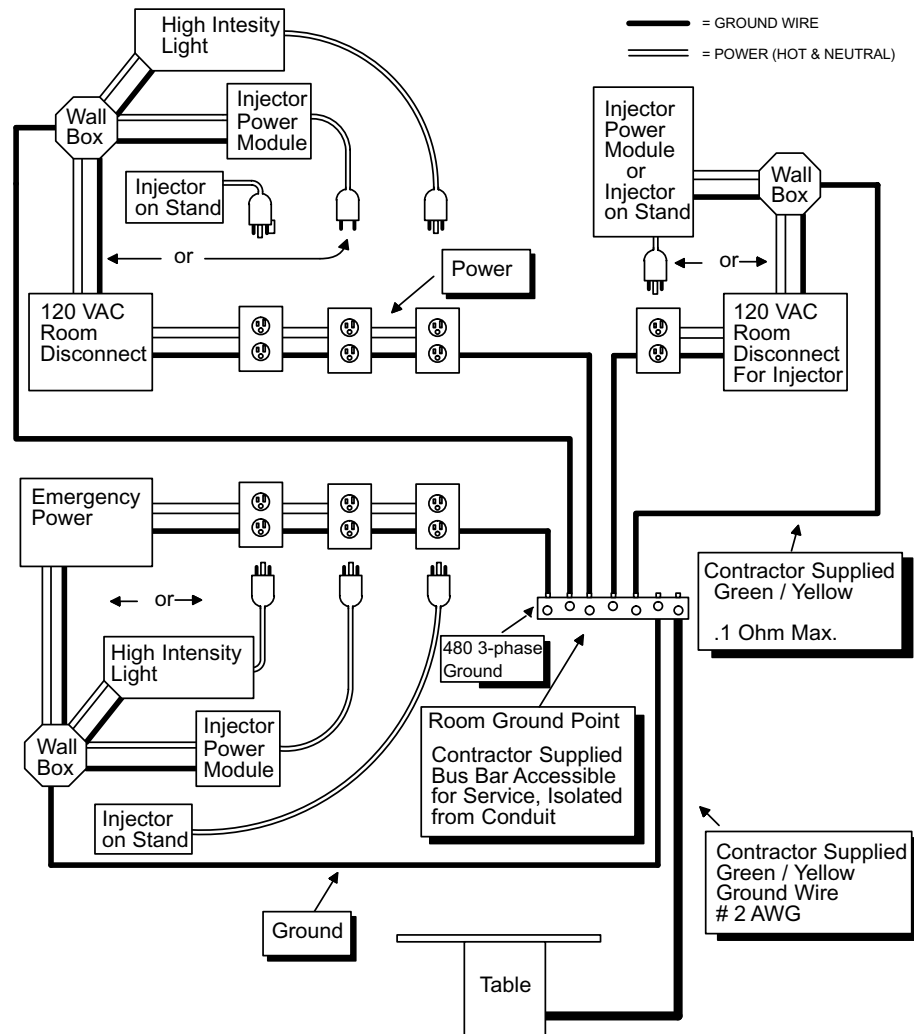 High Intesity
Light
= GROUND WIRE
= POWER (HOT & NEUTRAL)
Wall
Box
Injector
Power
Module
Injector
on Stand
or
Power
120 VAC
Room
Disconnect
Injector
Power
Module
or
Injector
on Stand
Wall
Box
or
120 VAC
Room
Disconnect
For Injector
Emergency
Power
or
High Intensity
Light
Wall
Box
Injector
Power
Module
Injector
on Stand
480 3-phase
Ground
Contractor Supplied
Green / Yellow
.1 Ohm Max.
Room Ground Point
Contractor Supplied
Bus Bar Accessible
for Service, Isolated
from Conduit
Contractor Supplied
Green / Yellow
Ground Wire
# 2 AWG
Ground
Table